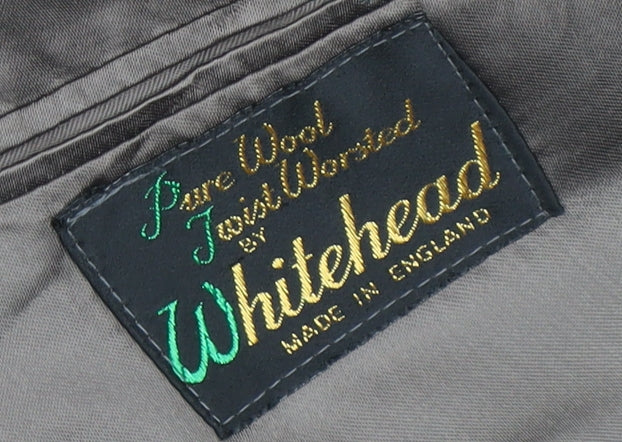 Pure Wool
Twist Worsted
BY
Whitehead
MADE IN ENGLAND